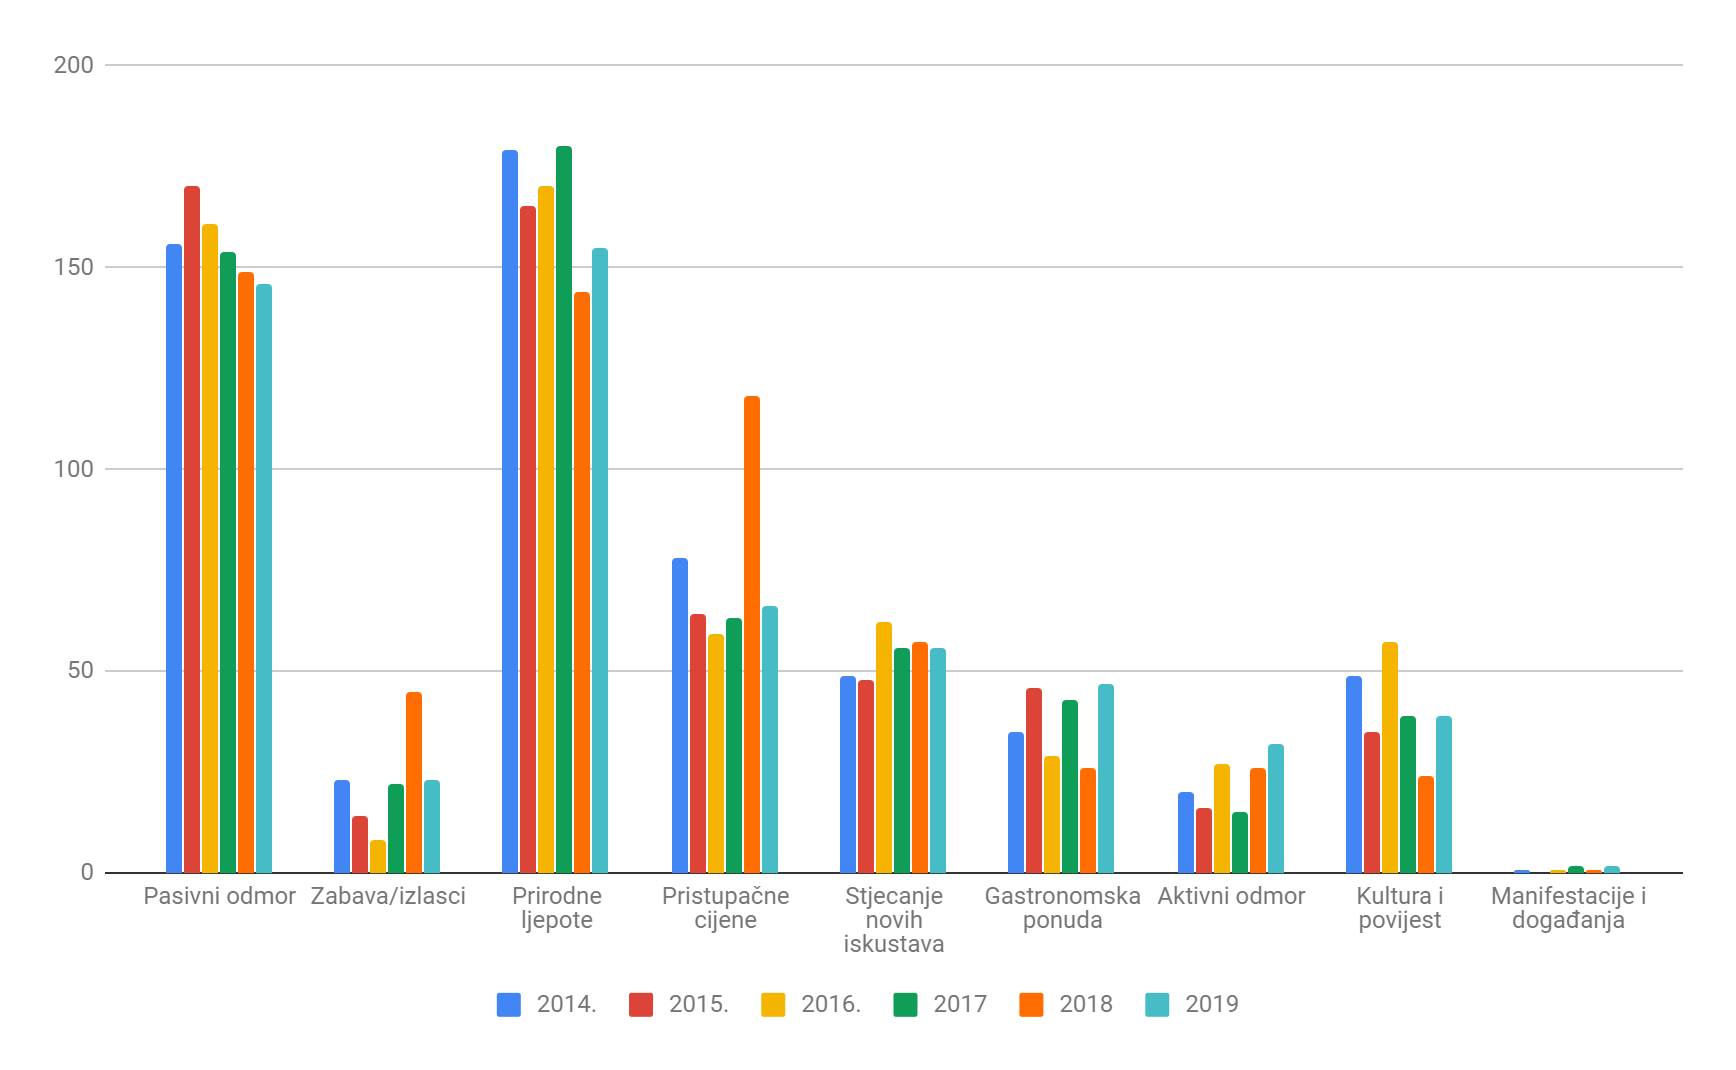 200
150
100
50
0
Pasivni odmor
Zabava/izlasci
Prirodne
ljepote
Pristupačne
cijene
Stjecanje
novih
iskustava
Gastronomska
ponuda
Aktivni odmor
Kultura i
povijest
Manifestacije i
događanja
2014.
2015.
2016.
2017
2018
2019